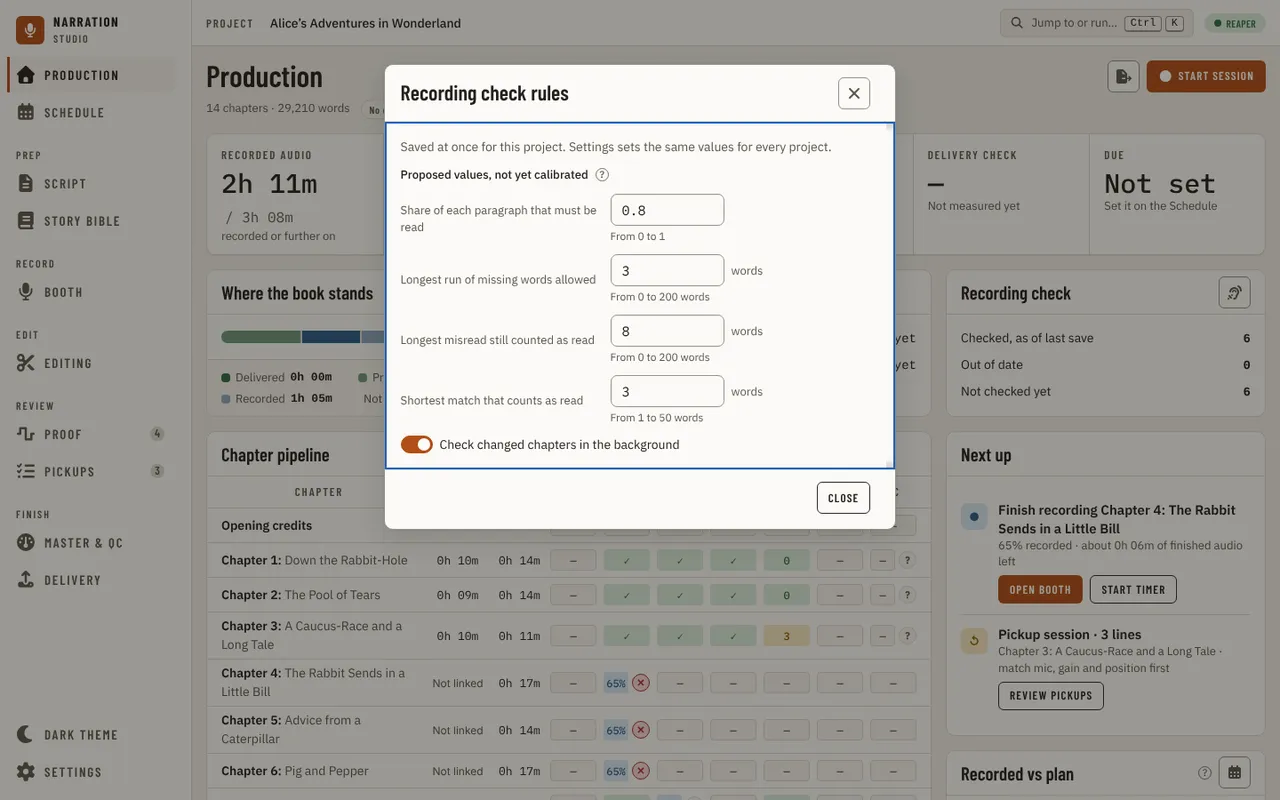 NARRATION
STUDIO
PRODUCTION
SCHEDULE
PREP
SCRIPT
STORY BIBLE
RECORD
BOOTH
EDIT
EDITING
REVIEW
PROOF 4
PICKUPS 3
FINISH
MASTER & QC
DELIVERY
DARK THEME
SETTINGS
PROJECT Alice's Adventures in Wonderland
Jump to or run... Ctrl K
REAPER
Production
14 chapters · 29,210 words No
START SESSION
RECORDED AUDIO
2h 11m
/ 3h 08m
recorded or further on
DELIVERY CHECK
—
Not measured yet
DUE
Not set
Set it on the Schedule
Recording check rules
Saved at once for this project. Settings sets the same values for every project.
Proposed values, not yet calibrated ?
Share of each paragraph that must be
read
0.8
From 0 to 1
Longest run of missing words allowed
3 words
From 0 to 200 words
Longest misread still counted as read
8 words
From 0 to 200 words
Shortest match that counts as read
3 words
From 1 to 50 words
Check changed chapters in the background
CLOSE
Where the book stands
yet
yet
Delivered 0h 00m Pr
Recorded 1h 05m Not
Recording check
Checked, as of last save 6
Out of date 0
Not checked yet 6
Chapter pipeline
CHAPTER C
Opening credits –
Chapter 1: Down the Rabbit-Hole 0h 10m 0h 14m – ✓ ✓ ✓ 0 – – ?
Chapter 2: The Pool of Tears 0h 09m 0h 14m – ✓ ✓ ✓ 0 – – ?
Chapter 3: A Caucus-Race and a
Long Tale
0h 10m 0h 11m – ✓ ✓ ✓ 3 – – ?
Chapter 4: The Rabbit Sends in a
Little Bill
Not linked 0h 17m – 65% – – – – –
Chapter 5: Advice from a
Caterpillar
Not linked 0h 14m – 65% – – – – –
Chapter 6: Pig and Pepper Not linked 0h 17m – 65% – – – – –
Next up
Finish recording Chapter 4: The Rabbit
Sends in a Little Bill
65% recorded · about 0h 06m of finished audio
left
OPEN BOOTH START TIMER
Pickup session · 3 lines
Chapter 3: A Caucus-Race and a Long Tale ·
match mic, gain and position first
REVIEW PICKUPS
Recorded vs plan ?